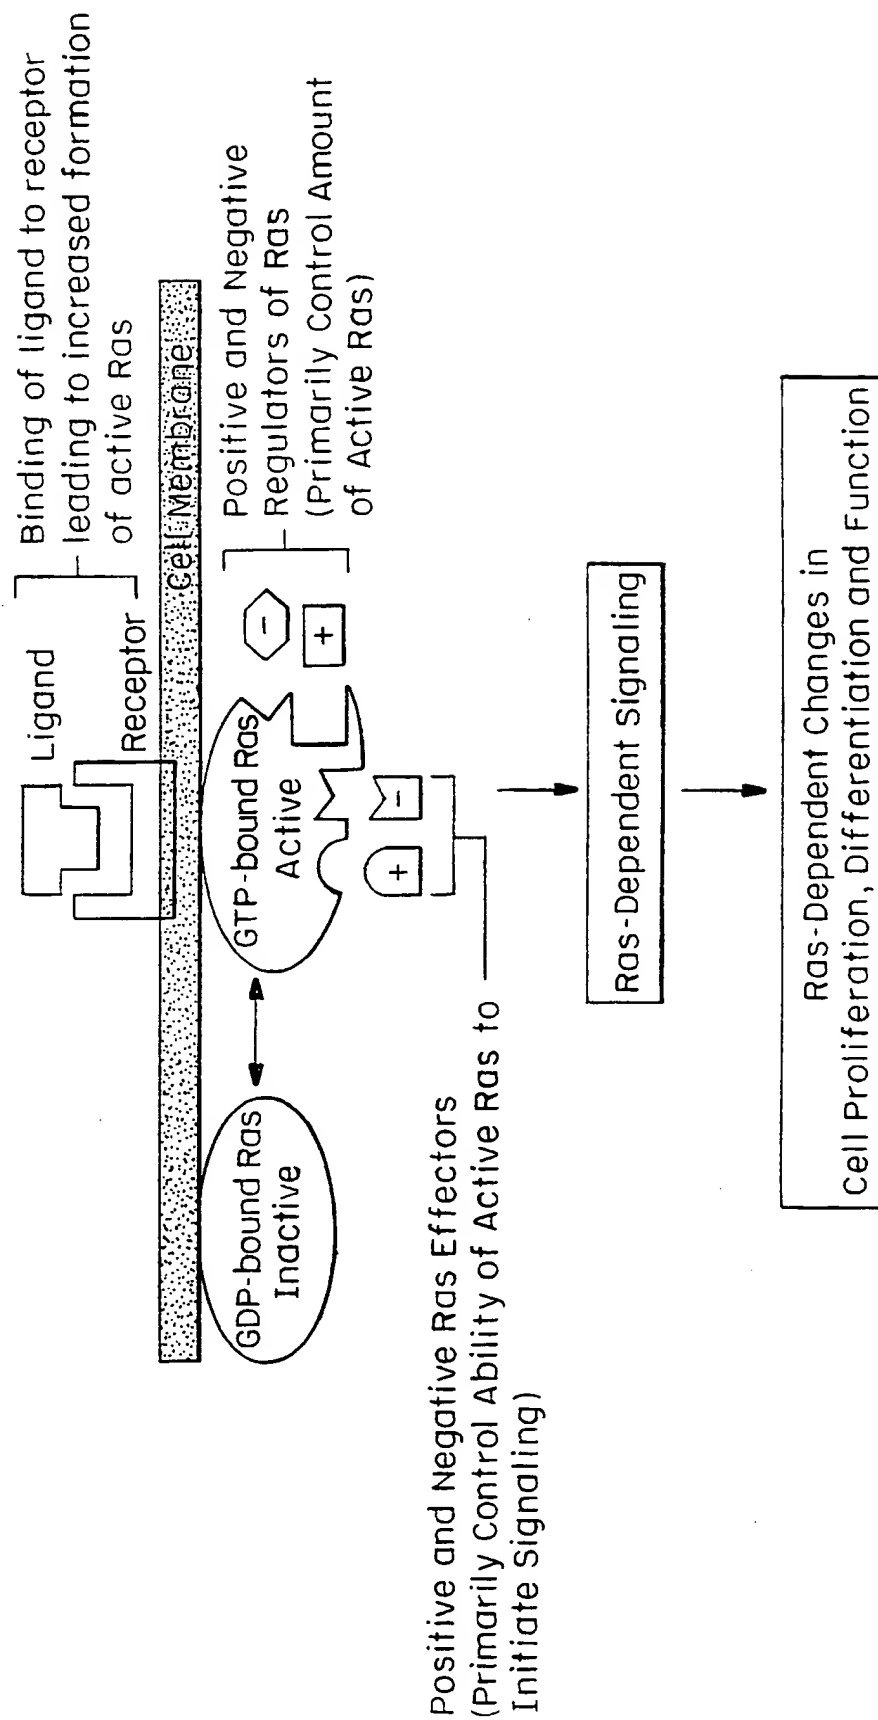 Ligand
Receptor
Binding of ligand to receptor
leading to increased formation
of active Ras
Cell Membrane
GDP-bound Ras
Inactive
GTP-bound Ras
Active
-
+
Positive and Negative
Regulators of Ras
(Primarily Control Amount
of Active Ras)
+
-
Positive and Negative Ras Effectors
(Primarily Control Ability of Active Ras to
Initiate Signaling)
Ras-Dependent Signaling
Ras-Dependent Changes in
Cell Proliferation, Differentiation and Function